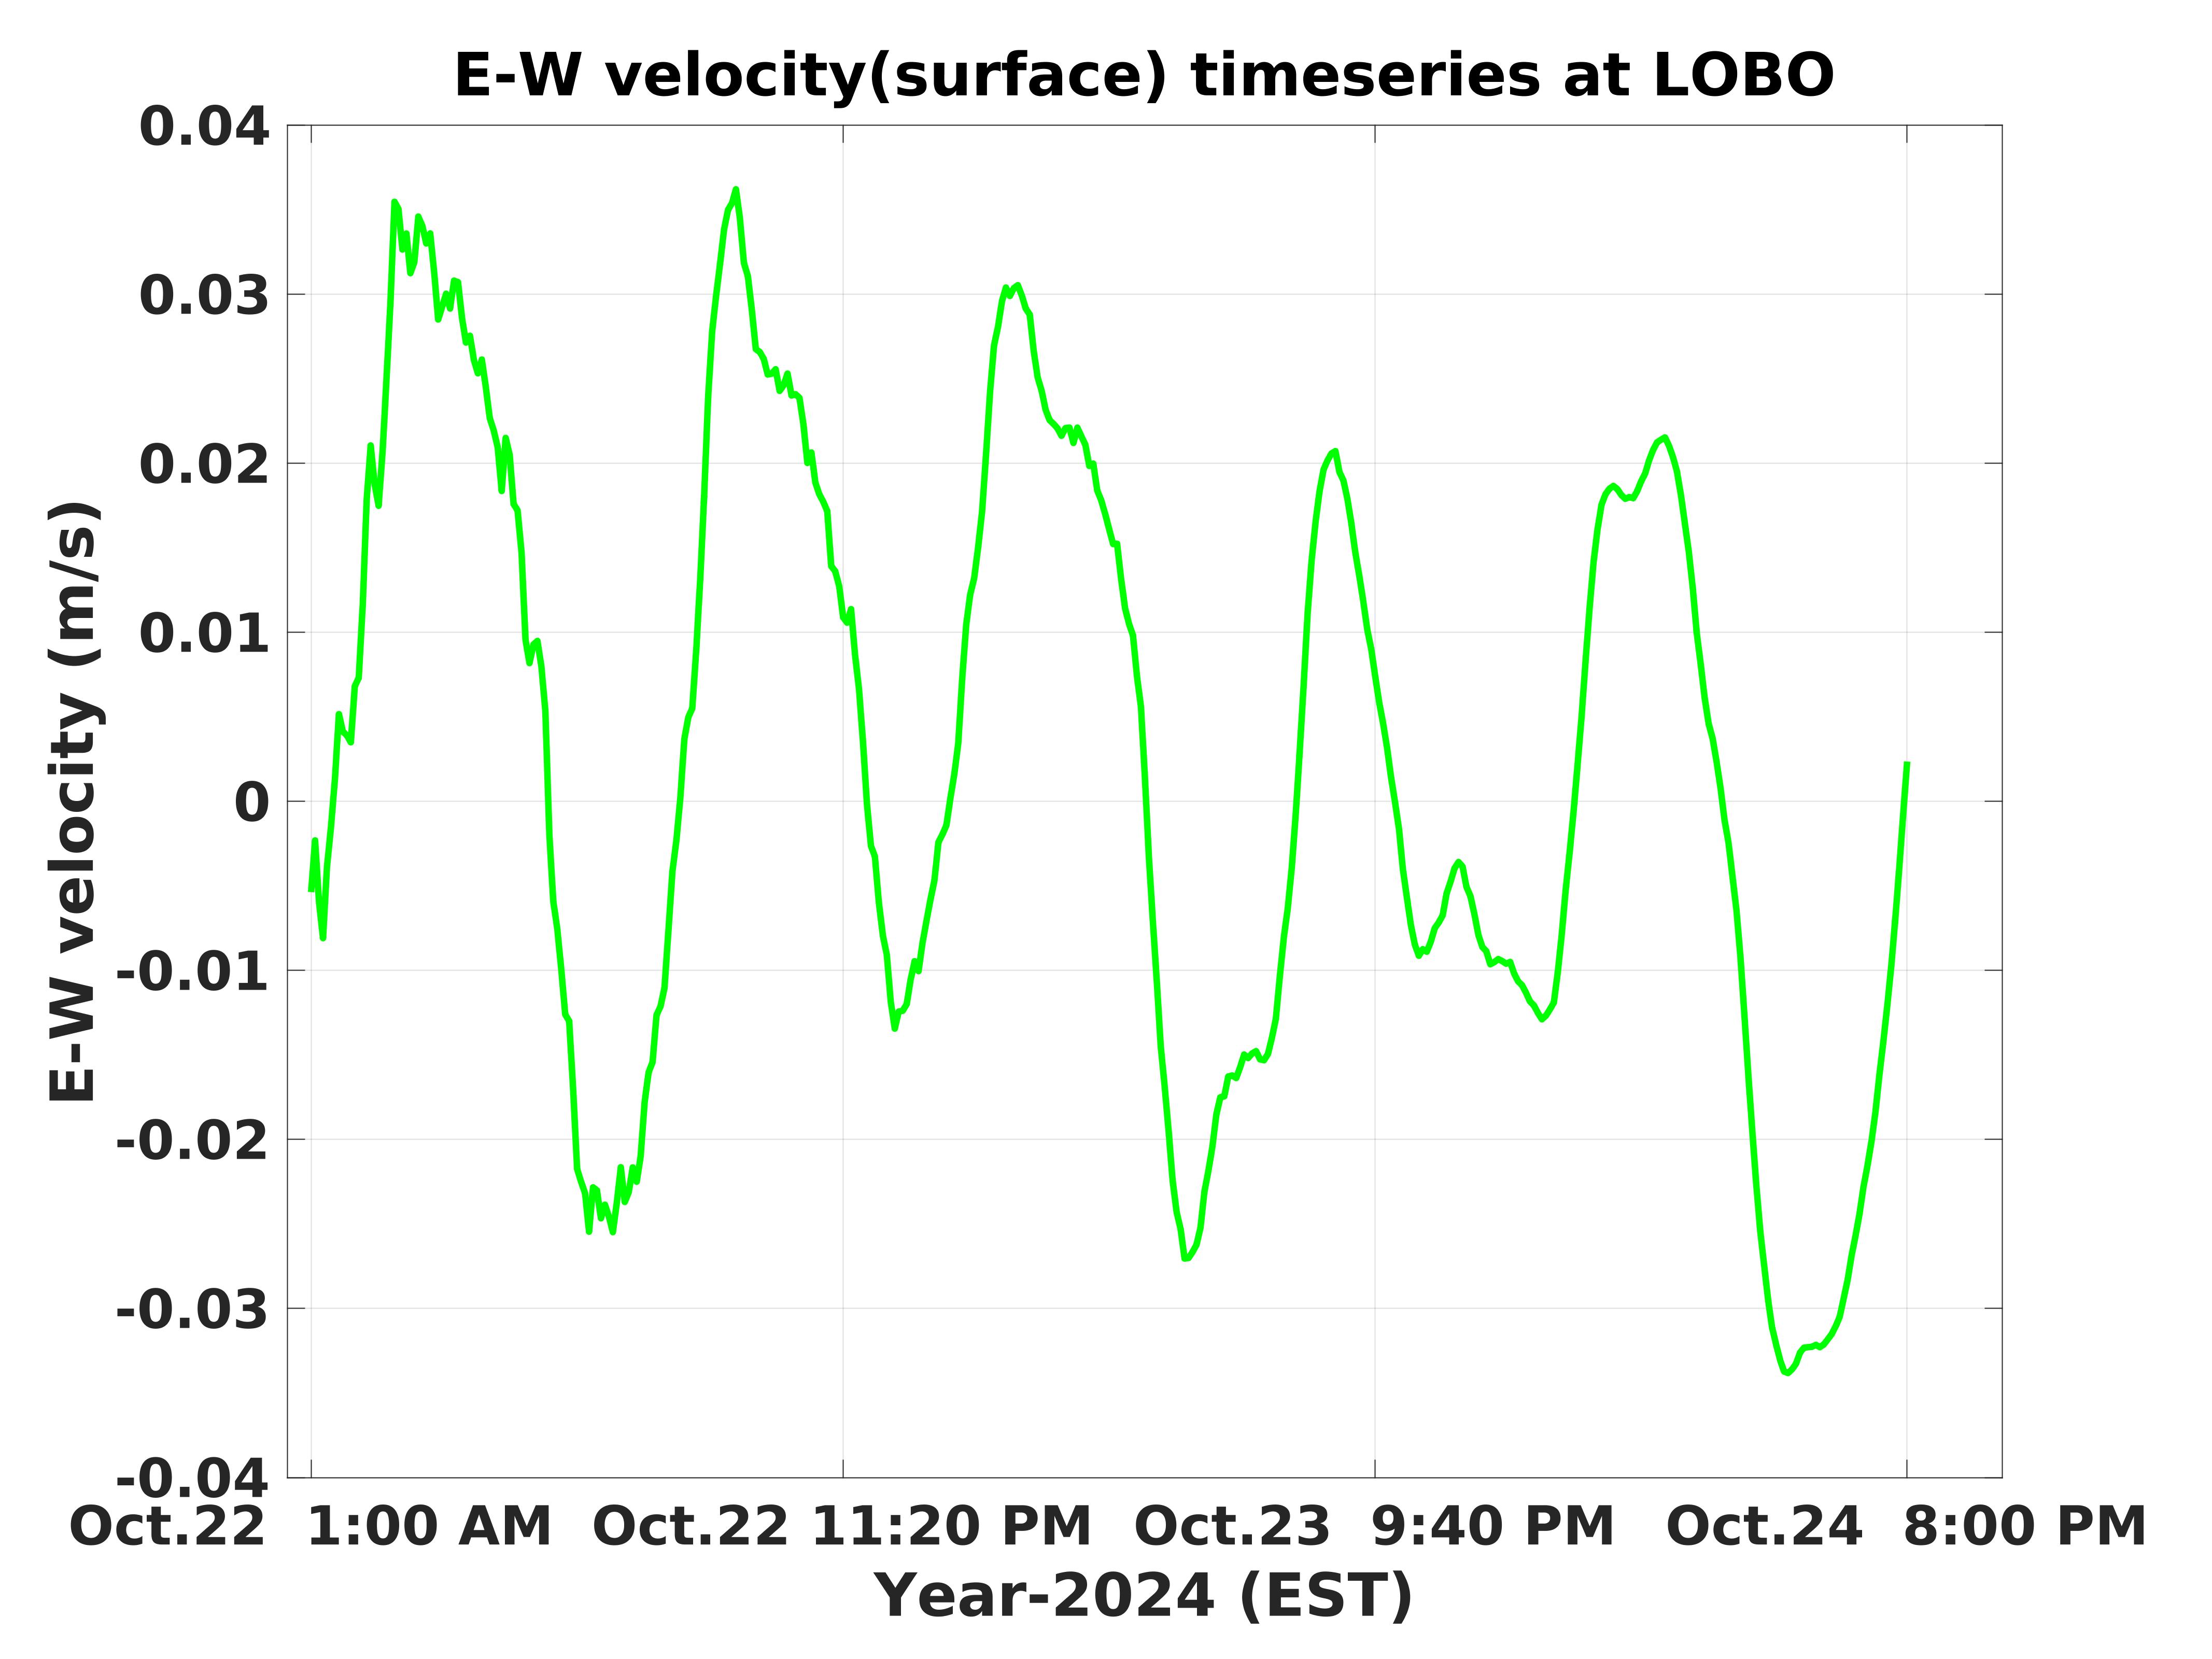 E-W velocity(surface) timeseries at LOBO
0.04
0.03
0.02
0.01
0
-0.01
-0.02
-0.03
-0.04
E-W velocity (m/s)
Oct.22 1:00 AM Oct.22 11:20 PM Oct.23 9:40 PM Oct.24 8:00 PM
Year-2024 (EST)